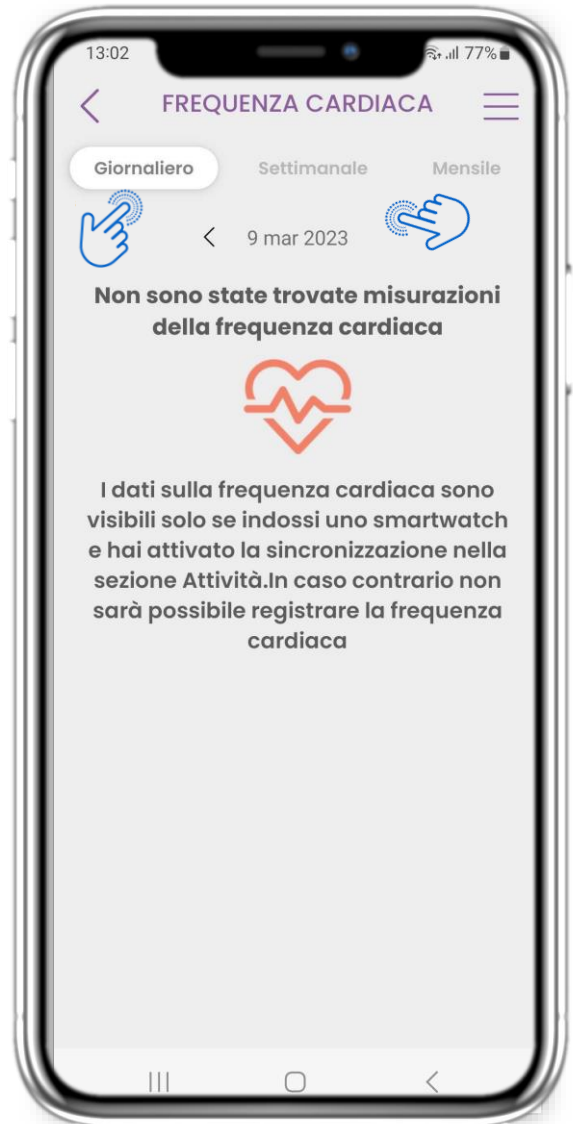 13:02 77%
FREQUENZA CARDIACA
Giornaliero Settimanale Mensile
9 mar 2023
Non sono state trovate misurazioni
della frequenza cardiaca
I dati sulla frequenza cardiaca sono
visibili solo se indossi uno smartwatch
e hai attivato la sincronizzazione nella
sezione Attività.In caso contrario non
sarà possibile registrare la frequenza
cardiaca